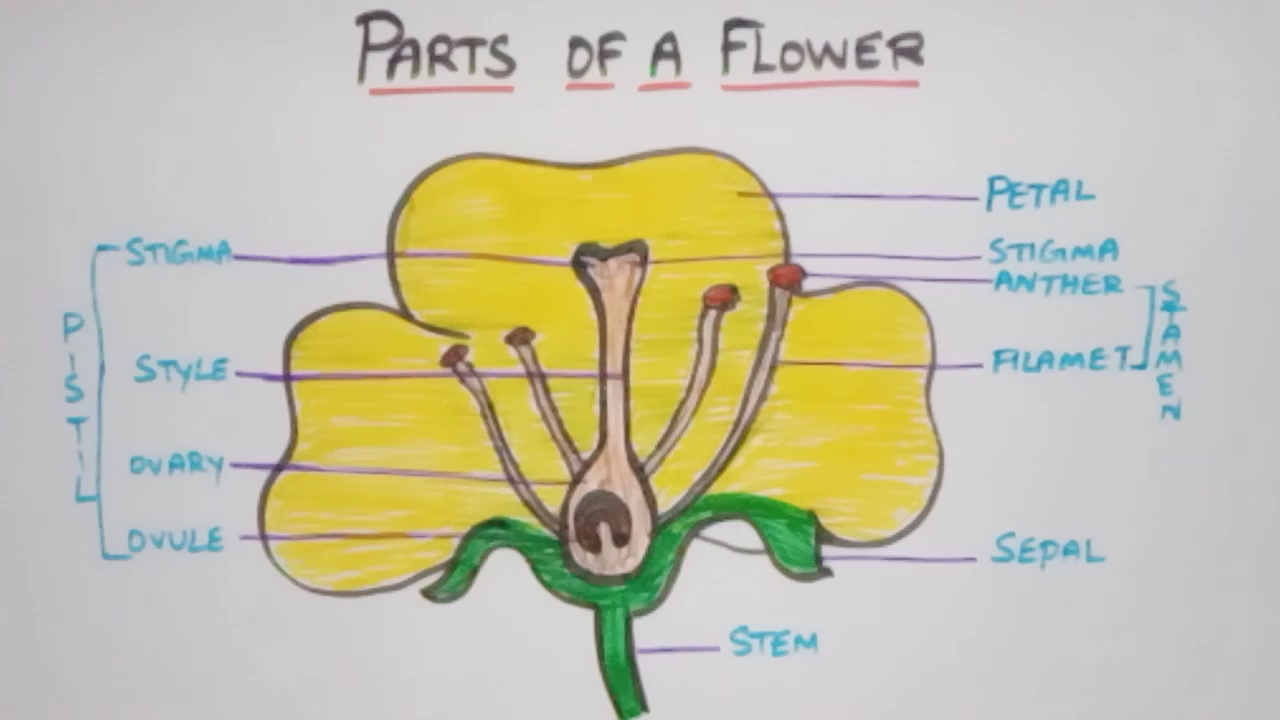 PARTS OF A FLOWER
PETAL
STIGMA
STIGMA
ANTHER
STAMEN
PISTIL
STYLE
FILAMET
OVARY
OVULE
SEPAL
STEM